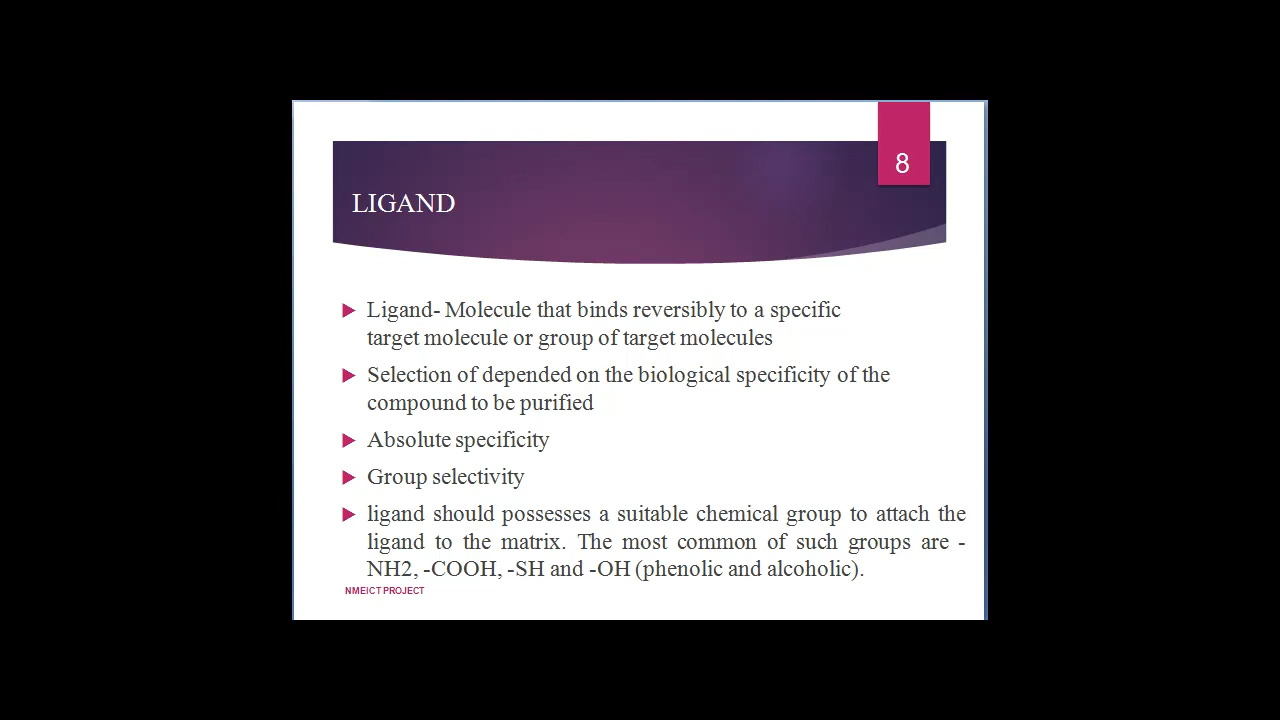 8
LIGAND
Ligand- Molecule that binds reversibly to a specific
target molecule or group of target molecules
Selection of depended on the biological specificity of the
compound to be purified
Absolute specificity
Group selectivity
ligand should possesses a suitable chemical group to attach the
ligand to the matrix. The most common of such groups are -
NH2, -COOH, -SH and -OH (phenolic and alcoholic).
NMEICT PROJECT